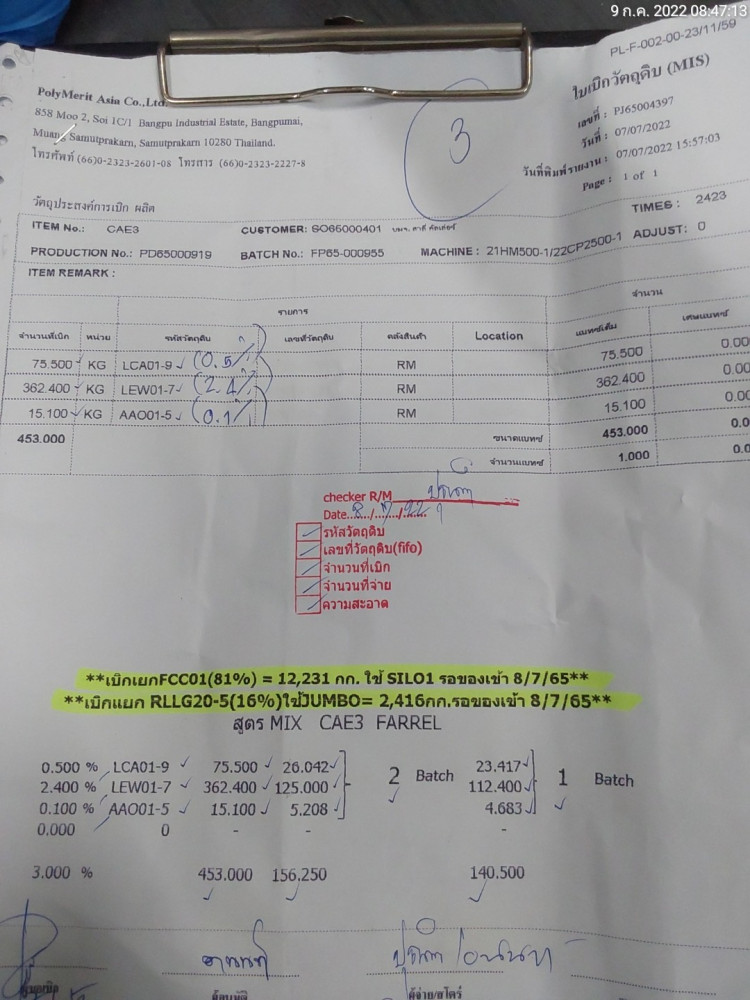 9 ก.ค. 2022 08:47:13
PL-F-002-00-23/11/59
PolyMerit Asia Co.,Ltd.
858 Moo 2, Soi 1C/1 Bangpu Industrial Estate, Bangpumai,
Muang Samutprakarn, Samutprakarn 10280 Thailand.
โทรศัพท์ (66)0-2323-2601-08 โทรสาร (66)0-2323-2227-8
3
ใบเบิกวัตถุดิบ (MIS)
เลขที่ : PJ65004397
วันที่ : 07/07/2022
วันที่พิมพ์รายงาน : 07/07/2022 15:57:03
Page : 1 of 1
วัตถุประสงค์การเบิก ผลิต
TIMES : 2423
ITEM No.: CAE3 CUSTOMER: SO65000401
ADJUST: 0
PRODUCTION No.: PD65000919 BATCH No.: FP65-000955 MACHINE : 21HM500-1/22CP2500-1
ITEM REMARK :
รายการ จำนวน
จำนวนที่เบิก หน่วย รหัสวัตถุดิบ เลขที่วัตถุดิบ คลังสินค้า Location แบทซ์เต็ม เศษแบทซ์
75.500 KG LCA01-9 (0.5%) RM 75.500 0.00
362.400 KG LEW01-7 (2.4%) RM 362.400 0.00
15.100 KG AAO01-5 (0.1%) RM 15.100 0.00
453.000 ขนาดแบทซ์ 453.000 0.0
จำนวนแบทซ์ 1.000 0.0
checker R/M
Date 8/7/22
รหัสวัตถุดิบ
เลขที่วัตถุดิบ(fifo)
จำนวนที่เบิก
จำนวนที่จ่าย
ความสะอาด
**เบิกแยกFCC01(81%) = 12,231 กก. ใช้ SILO1 รอของเข้า 8/7/65**
**เบิกแยก RLLG20-5(16%)ใช้JUMBO= 2,416กก.รอของเข้า 8/7/65**
สูตร MIX CAE3 FARREL
0.500 % LCA01-9 75.500 26.042 23.417
2.400 % LEW01-7 362.400 125.000 2 Batch 112.400 1 Batch
0.100 % AAO01-5 15.100 5.208 4.683
0.000 0 - - -
3.000 % 453.000 156.250 140.500
ผู้อนุมัติ
ผู้จ่าย/สโตร์